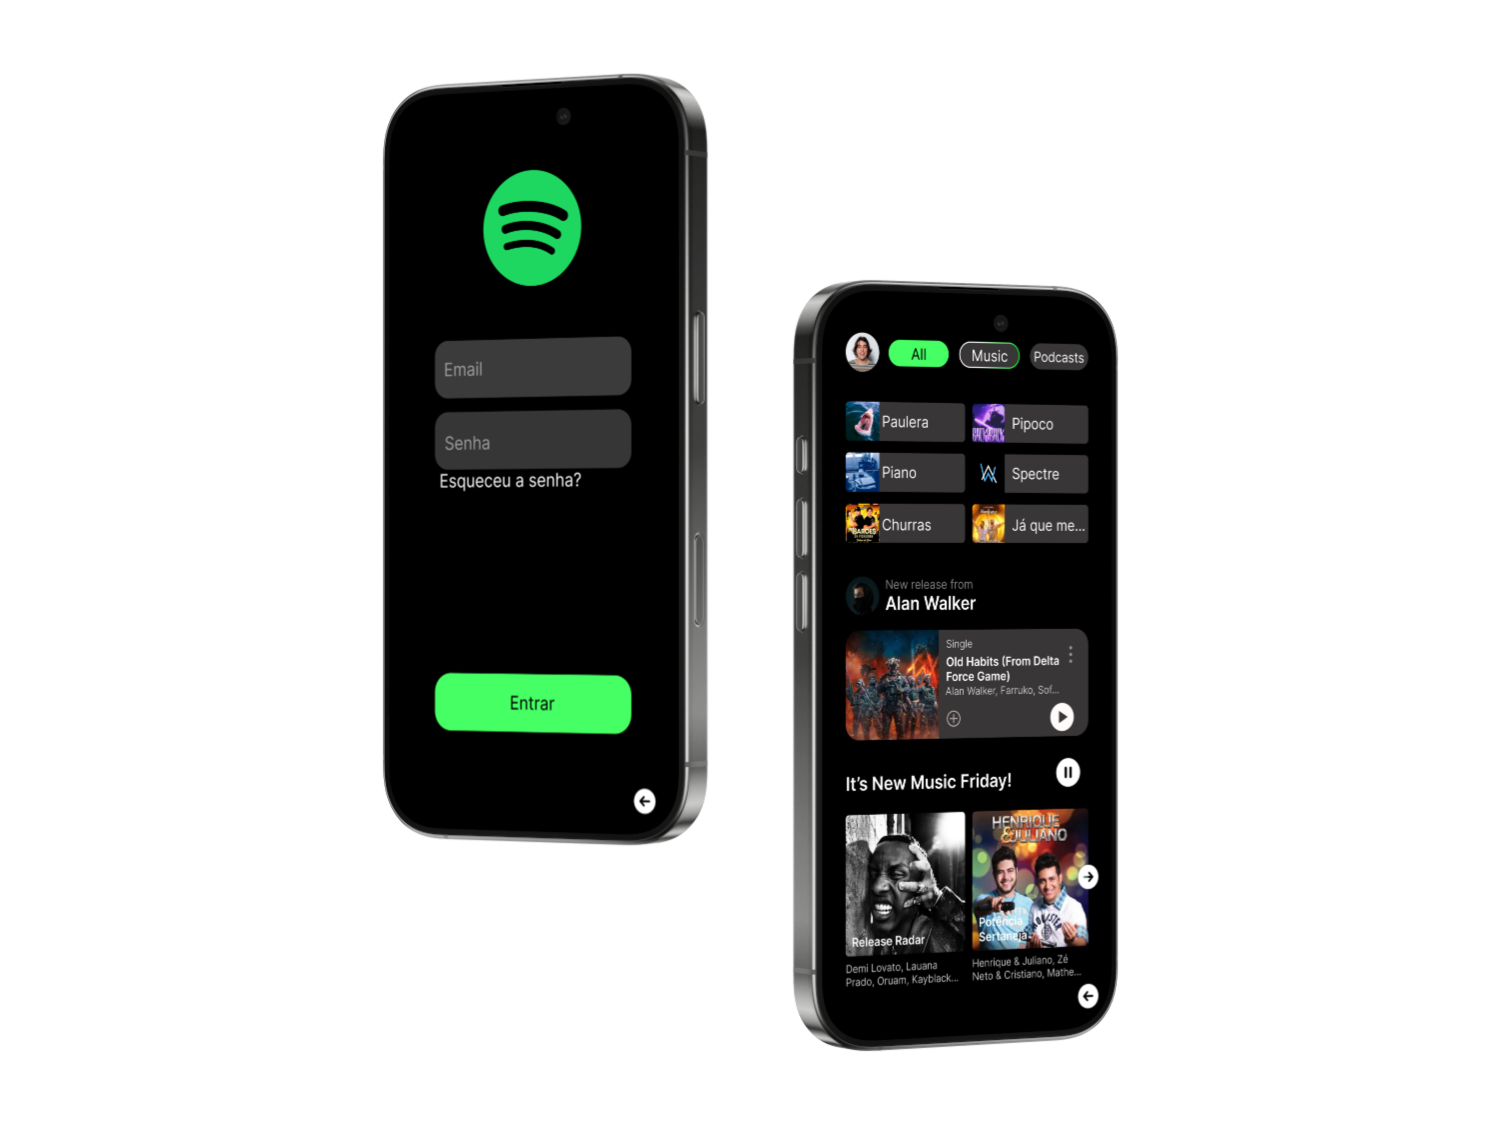 Email
Senha
Esqueceu a senha?
Entrar
All
Music
Podcasts
Paulera
Pipoco
Piano
Spectre
Churras
Já que me...
New release from
Alan Walker
Single
Old Habits (From Delta
Force Game)
Alan Walker, Farruko, Sof...
It's New Music Friday!
HENRIQUE
& JULIANO
Release Radar
Potência
Sertaneja
Demi Lovato, Lauana
Prado, Oruam, Kayblack...
Henrique & Juliano, Zé
Neto & Cristiano, Mathe...